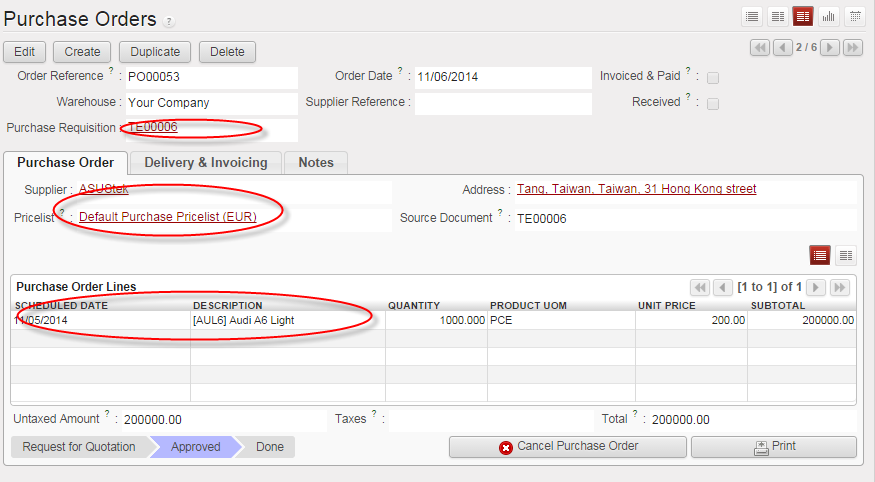 Purchase Orders ?
Edit Create Duplicate Delete 2 / 6
Order Reference ? : PO00053 Order Date ? : 11/06/2014 Invoiced & Paid ? :
Warehouse : Your Company Supplier Reference : Received ? :
Purchase Requisition : TE00006
Purchase Order Delivery & Invoicing Notes
Supplier : ASUStek Address : Tang, Taiwan, Taiwan, 31 Hong Kong street
Pricelist ? : Default Purchase Pricelist (EUR) Source Document ? : TE00006
Purchase Order Lines [1 to 1] of 1
SCHEDULED DATE DESCRIPTION QUANTITY PRODUCT UOM UNIT PRICE SUBTOTAL
11/05/2014 [AUL6] Audi A6 Light 1000.000 PCE 200.00 200000.00
Untaxed Amount ? : 200000.00 Taxes ? : Total ? : 200000.00
Request for Quotation Approved Done Cancel Purchase Order Print